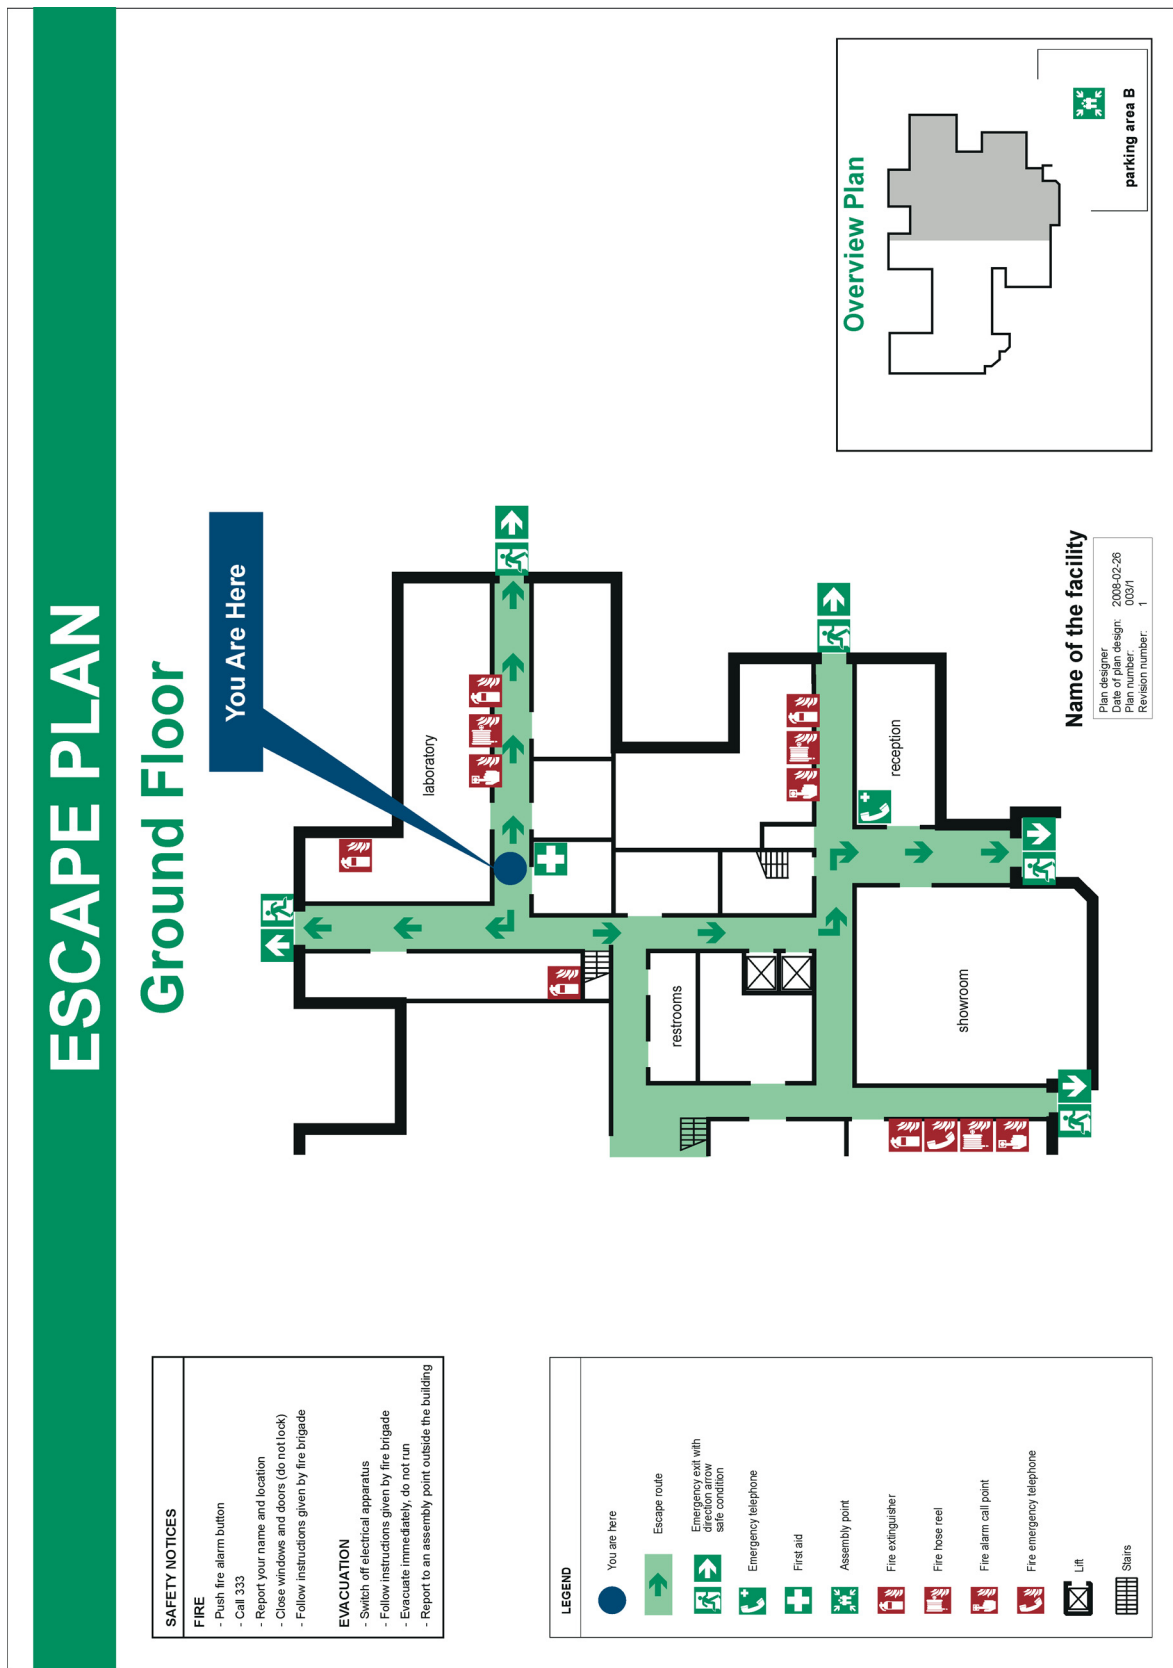 ESCAPE PLAN
Ground Floor
You Are Here
SAFETY NOTICES
FIRE
- Push fire alarm button
- Call 333
- Report your name and location
- Close windows and doors (do not lock)
- Follow instructions given by fire brigade
EVACUATION
- Switch off electrical apparatus
- Follow instructions given by fire brigade
- Evacuate immediately, do not run
- Report to an assembly point outside the building
laboratory
restrooms
reception
showroom
Overview Plan
parking area B
LEGEND
You are here
Escape route
Emergency exit with
direction arrow
safe condition
Emergency telephone
First aid
Assembly point
Fire extinguisher
Fire hose reel
Fire alarm call point
Fire emergency telephone
Lift
Stairs
Name of the facility
Plan designer
Date of plan design: 2008-02-26
Plan number: 003/1
Revision number: 1